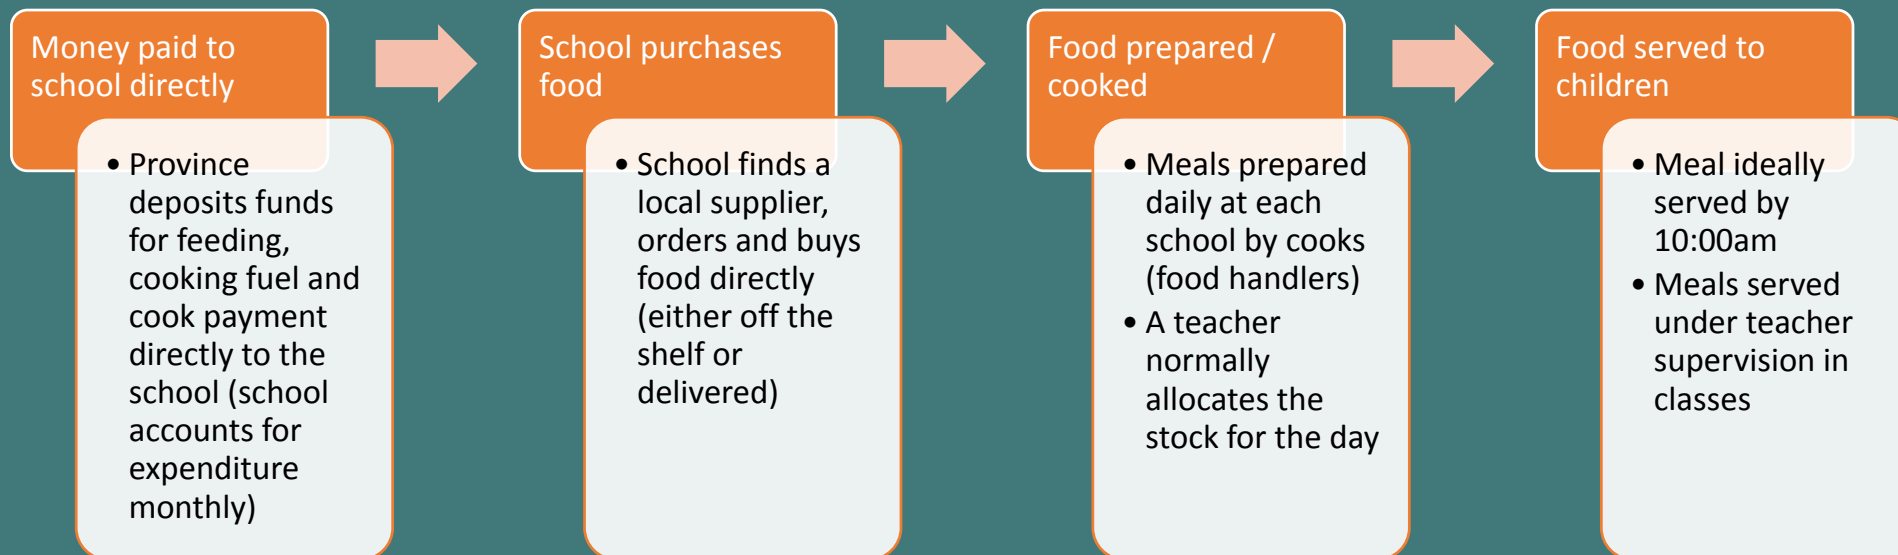 Money paid to
school directly
• Province
deposits funds
for feeding,
cooking fuel and
cook payment
directly to the
school (school
accounts for
expenditure
monthly)
School purchases
food
• School finds a
local supplier,
orders and buys
food directly
(either off the
shelf or
delivered)
Food prepared /
cooked
• Meals prepared
daily at each
school by cooks
(food handlers)
• A teacher
normally
allocates the
stock for the day
Food served to
children
• Meal ideally
served by
10:00am
• Meals served
under teacher
supervision in
classes